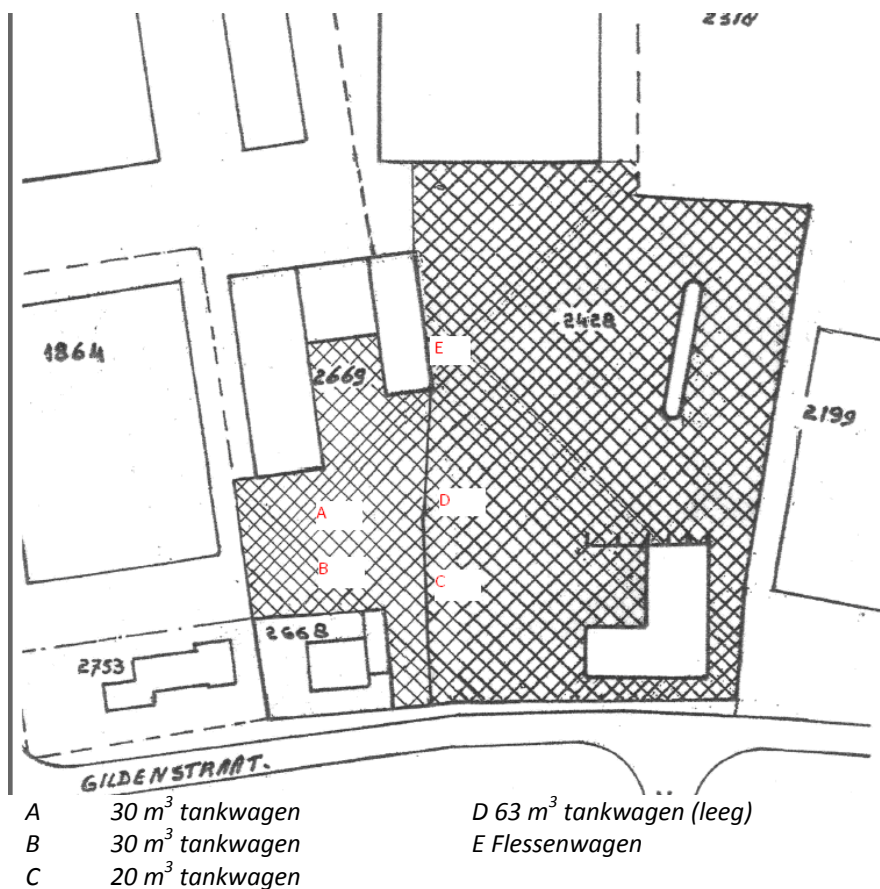 1864
2669
2428
2199
E
A
D
B
C
2668
2753
GILDENSTRAAT.
A 30 m³ tankwagen
B 30 m³ tankwagen
C 20 m³ tankwagen
D 63 m³ tankwagen (leeg)
E Flessenwagen